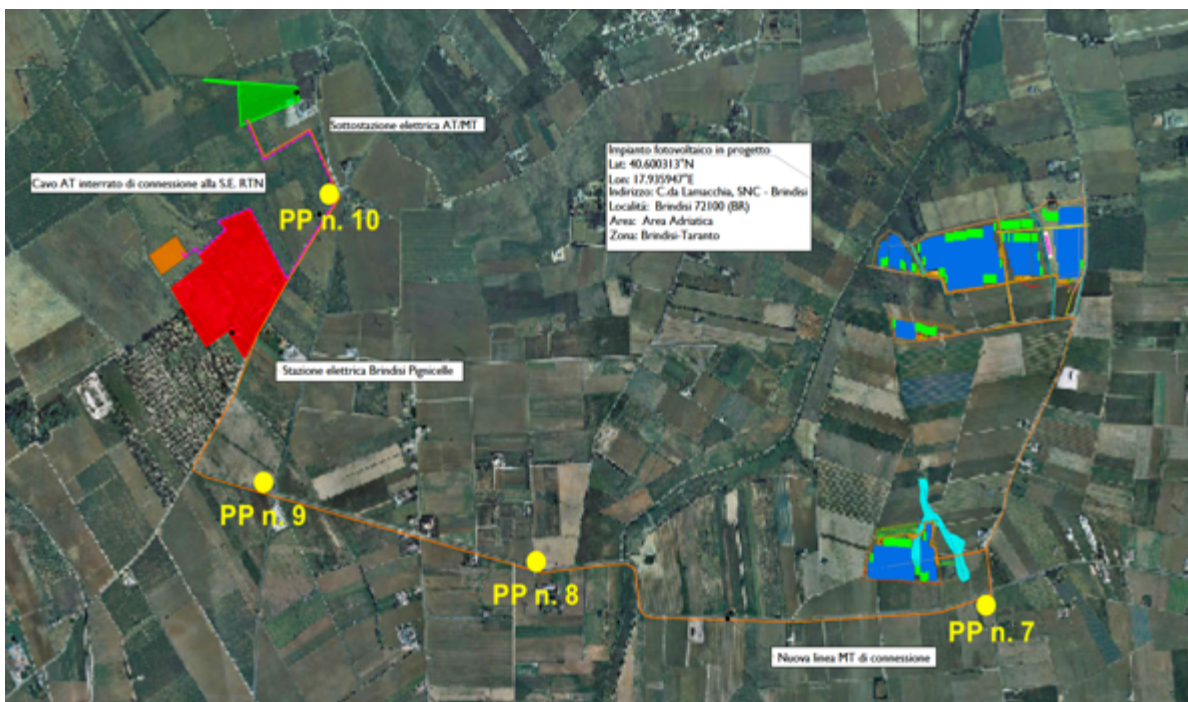 Sottostazione elettrica AT/MT
Impianto fotovoltaico in progetto
Lat: 40.600313°N
Lon: 17.935947°E
Indirizzo: C.da Lamacchia, SNC - Brindisi
Località: Brindisi 72100 (BR)
Area: Area Adriatica
Zona: Brindisi-Taranto
Cavo AT interrato di connessione alla S.E. RTN
PP n. 10
Stazione elettrica Brindisi Pignicelle
PP n. 9
PP n. 8
PP n. 7
Nuova linea MT di connessione